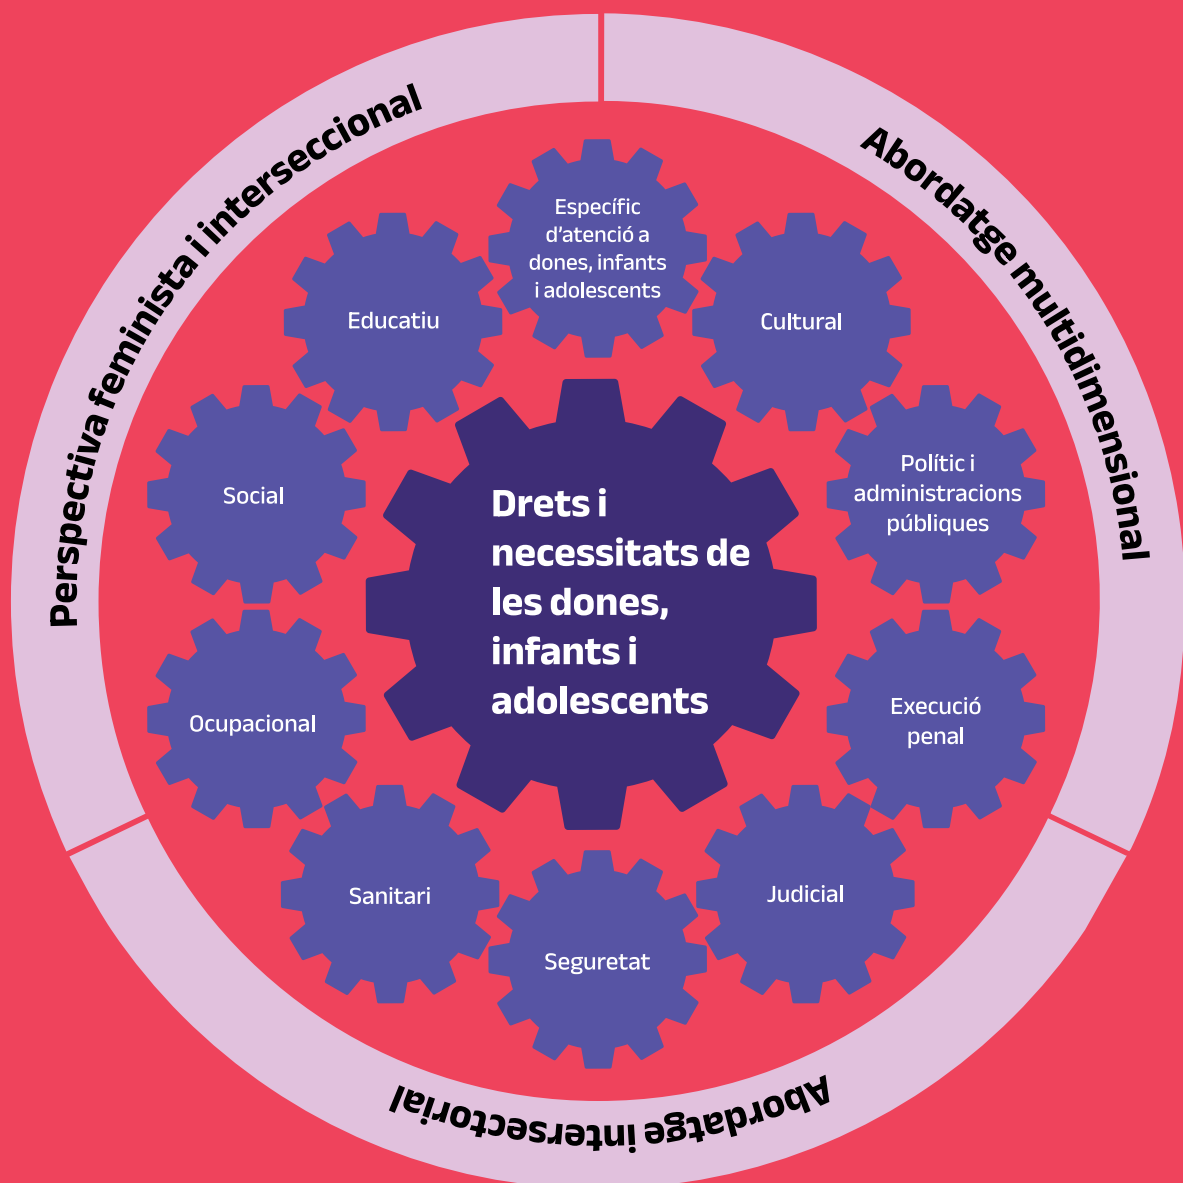 Perspectiva feminista i interseccional
Abordatge multidimensional
Abordatge intersectorial
Específic
d’atenció a
dones, infants
i adolescents
Cultural
Polític i
administracions
públiques
Execució
penal
Judicial
Seguretat
Sanitari
Ocupacional
Social
Educatiu
Drets i
necessitats de
les dones,
infants i
adolescents